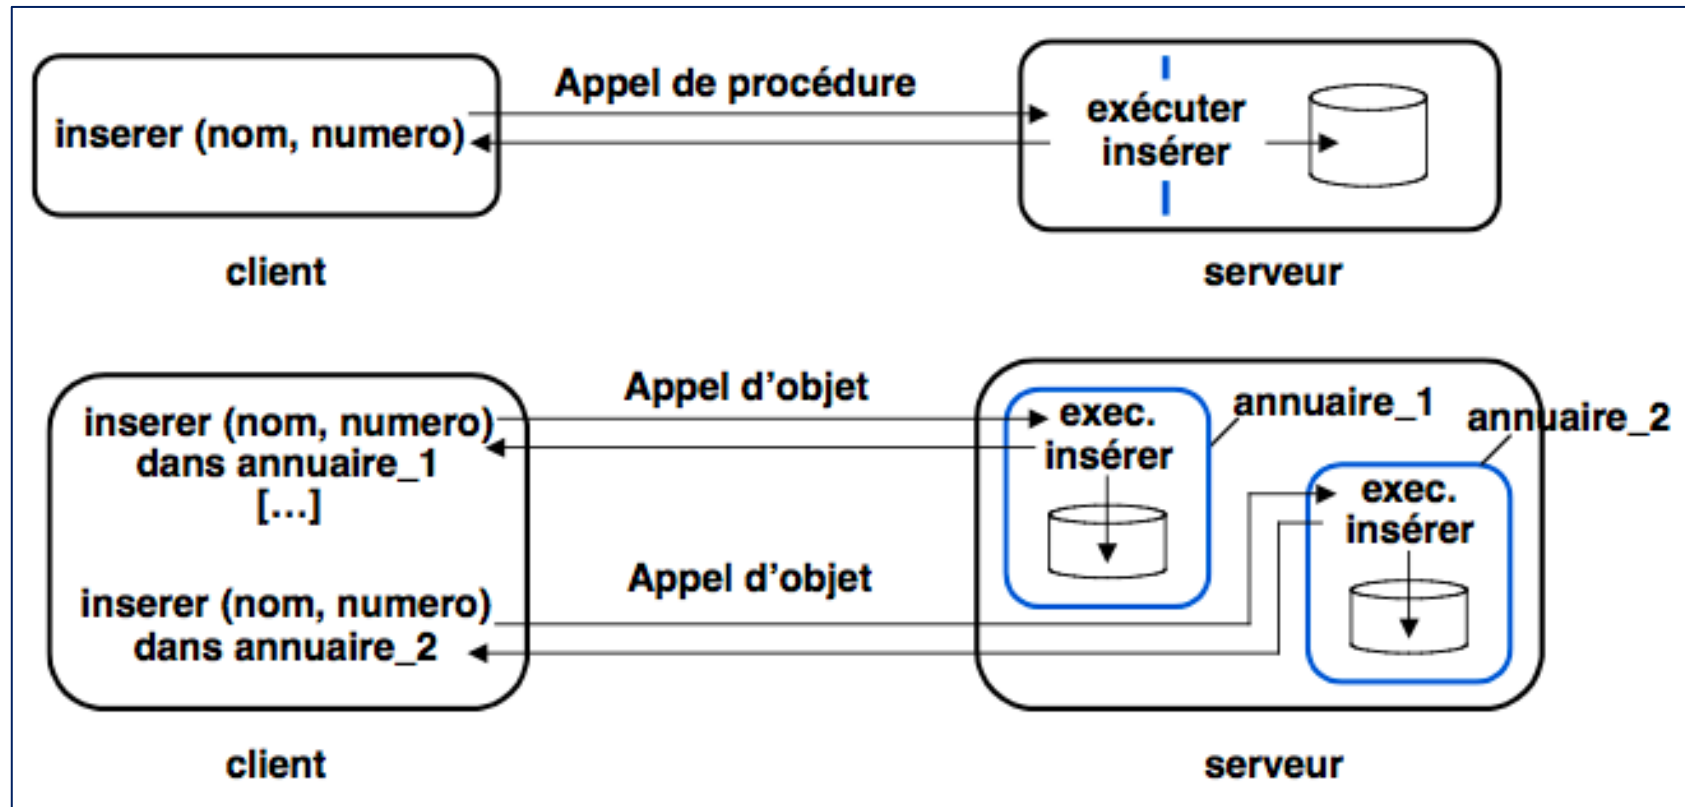 Appel de procédure
inserer (nom, numero)
exécuter
insérer
client
serveur
Appel d'objet
inserer (nom, numero)
dans annuaire_1
[...]
exec.
insérer
annuaire_1
annuaire_2
exec.
insérer
Appel d'objet
inserer (nom, numero)
dans annuaire_2
client
serveur